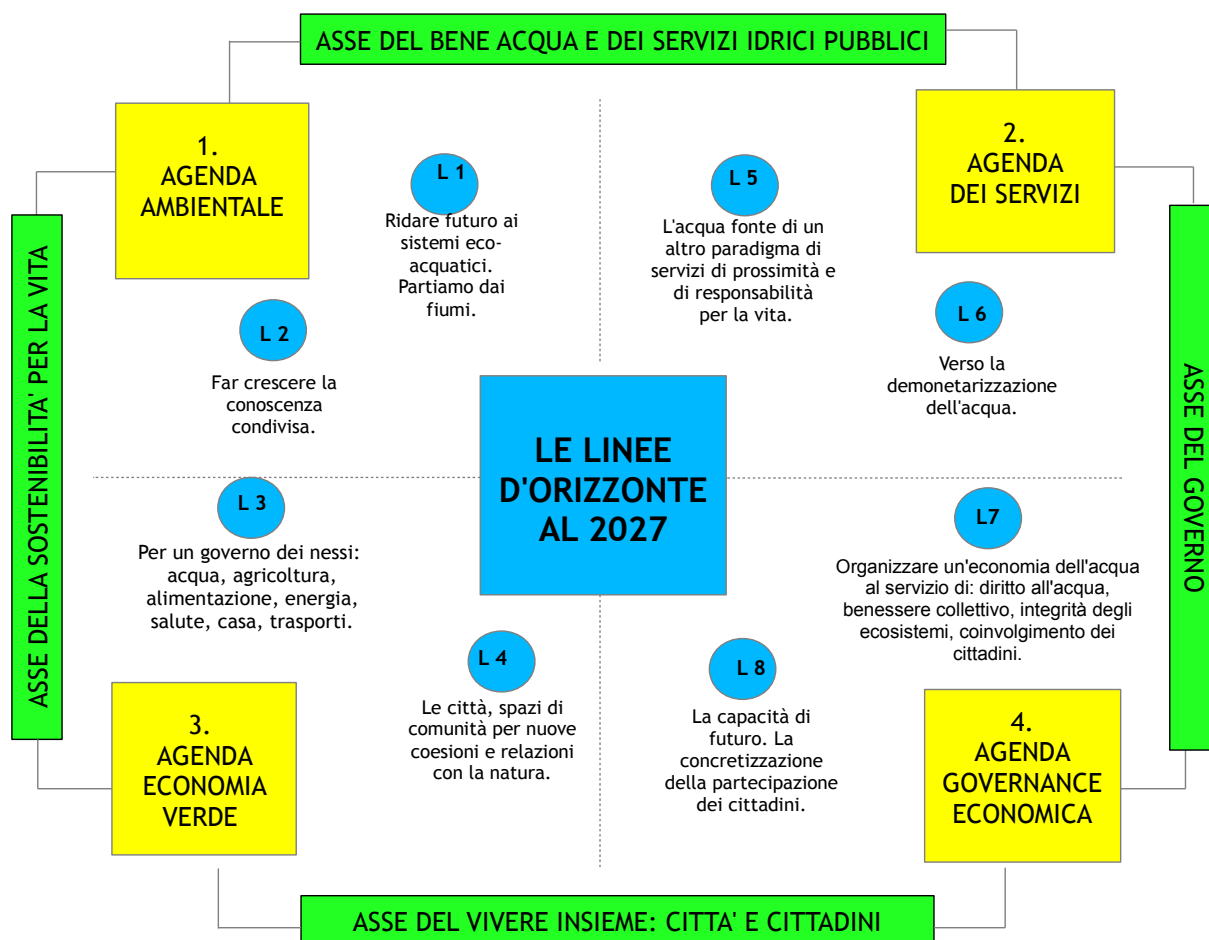 ASSE DEL BENE ACQUA E DEI SERVIZI IDRICI PUBBLICI
1.
AGENDA
AMBIENTALE
2.
AGENDA
DEI SERVIZI
L 1
Ridare futuro ai
sistemi eco-
acquatici.
Partiamo dai
fiumi.
L 5
L'acqua fonte di un
altro paradigma di
servizi di prossimità e
di responsabilità
per la vita.
L 2
Far crescere la
conoscenza
condivisa.
L 6
Verso la
demonetarizzazione
dell'acqua.
ASSE DELLA SOSTENIBILITA' PER LA VITA
LE LINEE
D'ORIZZONTE
AL 2027
ASSE DEL GOVERNO
L 3
Per un governo dei nessi:
acqua, agricoltura,
alimentazione, energia,
salute, casa, trasporti.
L7
Organizzare un'economia dell'acqua
al servizio di: diritto all'acqua,
benessere collettivo, integrità degli
ecosistemi, coinvolgimento dei
cittadini.
L 4
Le città, spazi di
comunità per nuove
coesioni e relazioni
con la natura.
L 8
La capacità di
futuro. La
concretizzazione
della partecipazione
dei cittadini.
3.
AGENDA
ECONOMIA
VERDE
4.
AGENDA
GOVERNANCE
ECONOMICA
ASSE DEL VIVERE INSIEME: CITTA' E CITTADINI